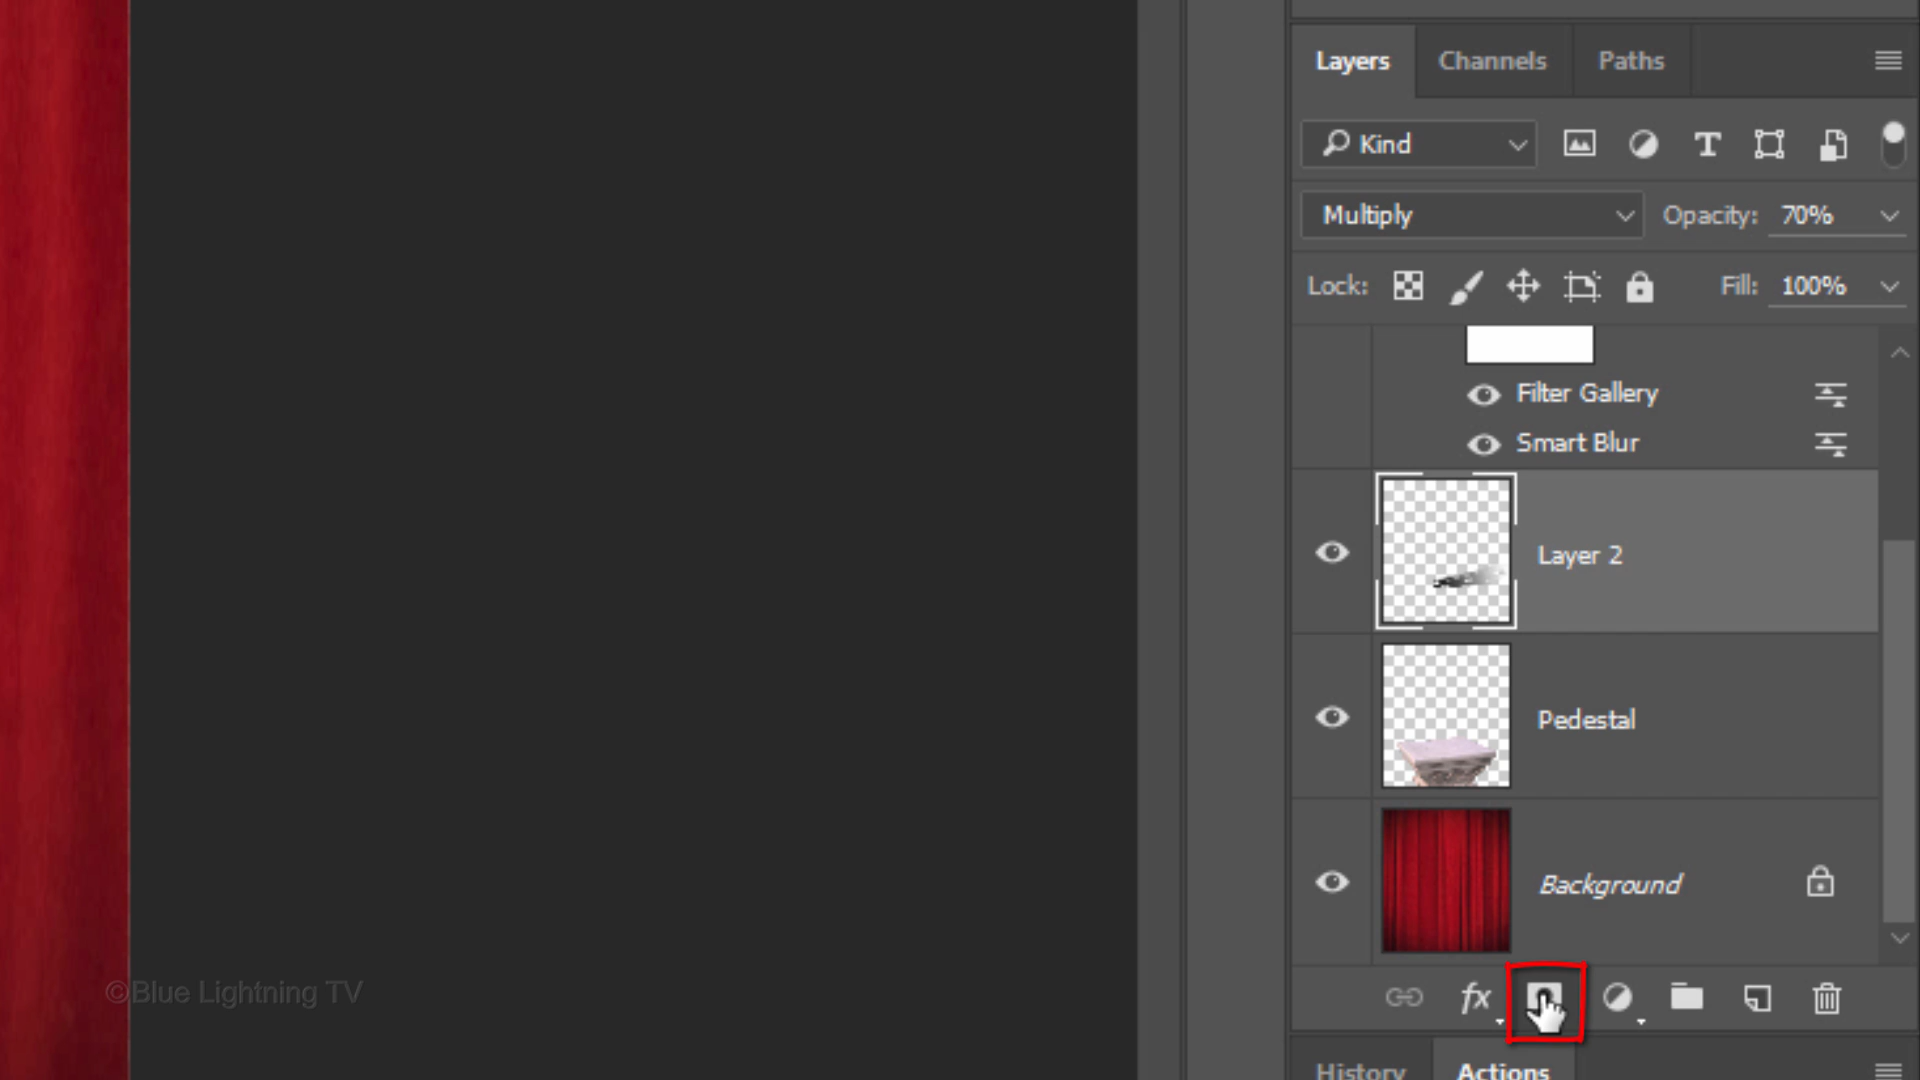 Layers Channels Paths
Kind T
Multiply Opacity: 70%
Lock: Fill: 100%
Filter Gallery
Smart Blur
Layer 2
Pedestal
Background
©Blue Lightning TV
fx
History Actions